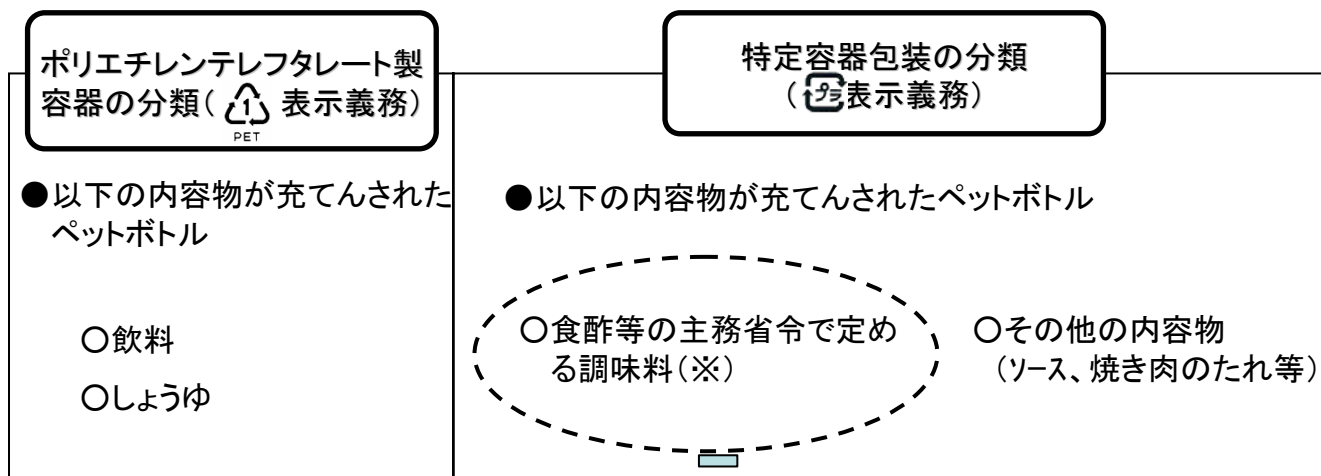 ポリエチレンテレフタレート製
容器の分類( 1 表示義務)
PET
特定容器包装の分類
(プラ表示義務)
●以下の内容物が充てんされた
ペットボトル
○飲料
○しょうゆ
●以下の内容物が充てんされたペットボトル
○食酢等の主務省令で定め
る調味料(※)
○その他の内容物
(ソース、焼き肉のたれ等)